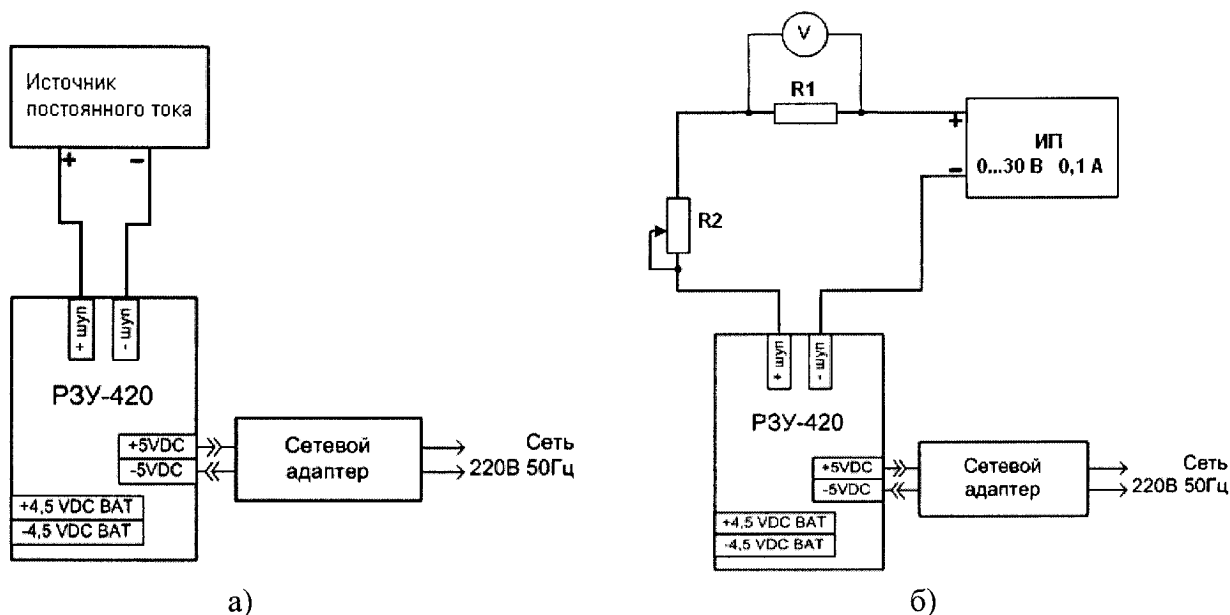 Источник
постоянного тока
+
−
+ щуп
- щуп
РЗУ-420
+5VDC
-5VDC
Сетевой
адаптер
Сеть
220В 50Гц
+4,5 VDC BAT
-4,5 VDC BAT
а)
V
R1
+
−
ИП
0...30 В 0,1 А
R2
+ щуп
- щуп
РЗУ-420
+5VDC
-5VDC
Сетевой
адаптер
Сеть
220В 50Гц
+4,5 VDC BAT
-4,5 VDC BAT
б)